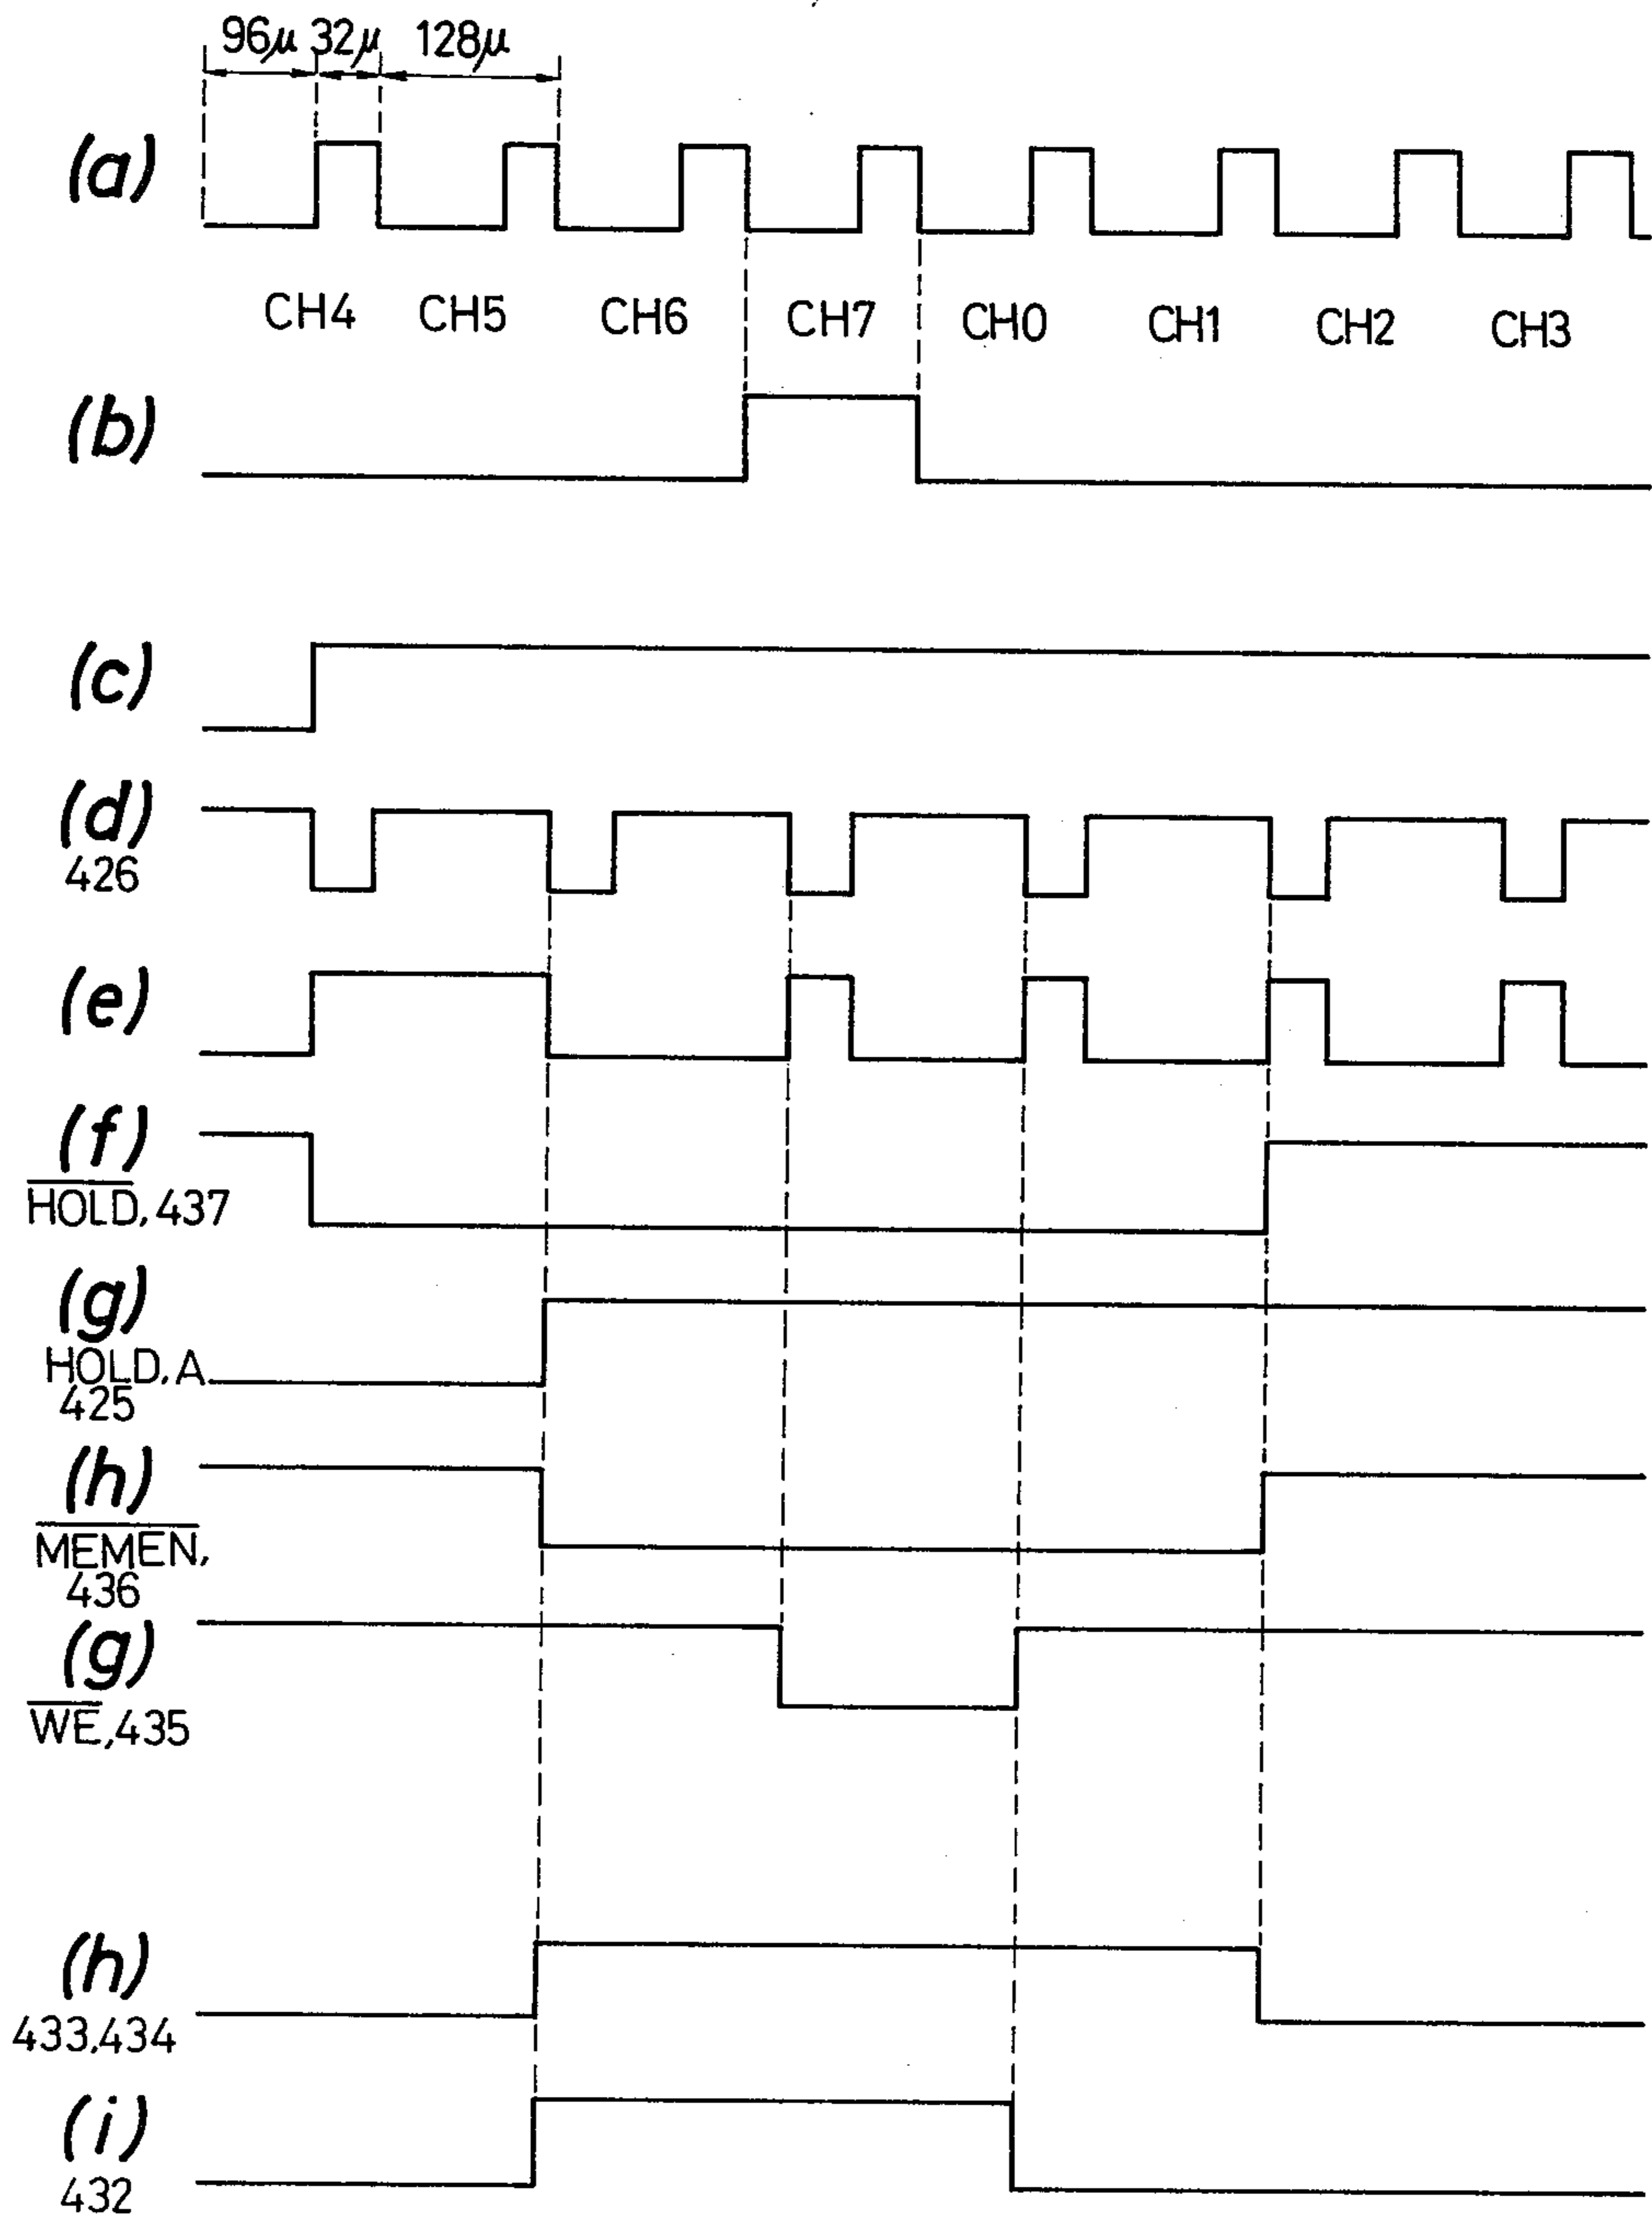 96μ 32μ 128μ
(a)
CH4 CH5 CH6 CH7 CH0 CH1 CH2 CH3
(b)
(c)
(d)
426
(e)
(f)
HOLD, 437
(g)
HOLD, A
425
(h)
MEMEN,
436
(g)
WE, 435
(h)
433,434
(i)
432